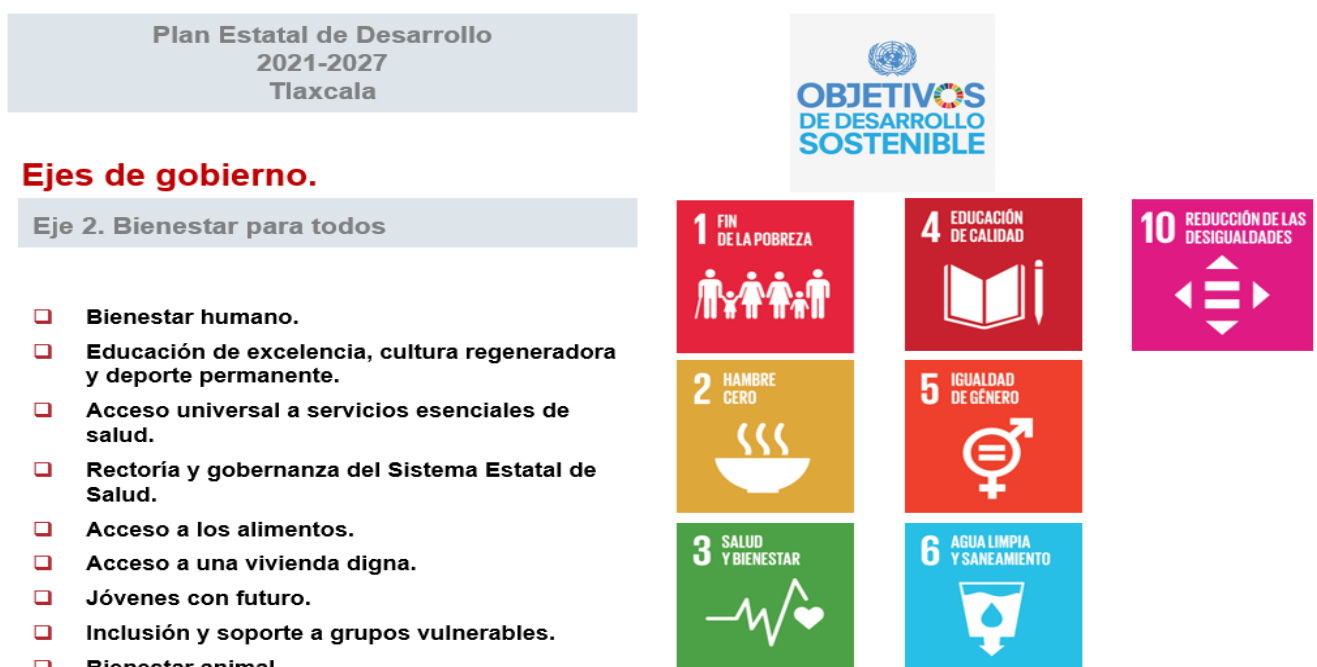 Plan Estatal de Desarrollo
2021-2027
Tlaxcala
Ejes de gobierno.
Eje 2. Bienestar para todos
Bienestar humano.
Educación de excelencia, cultura regeneradora
y deporte permanente.
Acceso universal a servicios esenciales de
salud.
Rectoría y gobernanza del Sistema Estatal de
Salud.
Acceso a los alimentos.
Acceso a una vivienda digna.
Jóvenes con futuro.
Inclusión y soporte a grupos vulnerables.
Bienestar animal.
OBJETIVOS
DE DESARROLLO
SOSTENIBLE
1 FIN
DE LA POBREZA
4 EDUCACIÓN
DE CALIDAD
10 REDUCCIÓN DE LAS
DESIGUALDADES
2 HAMBRE
CERO
5 IGUALDAD
DE GÉNERO
3 SALUD
Y BIENESTAR
6 AGUA LIMPIA
Y SANEAMIENTO